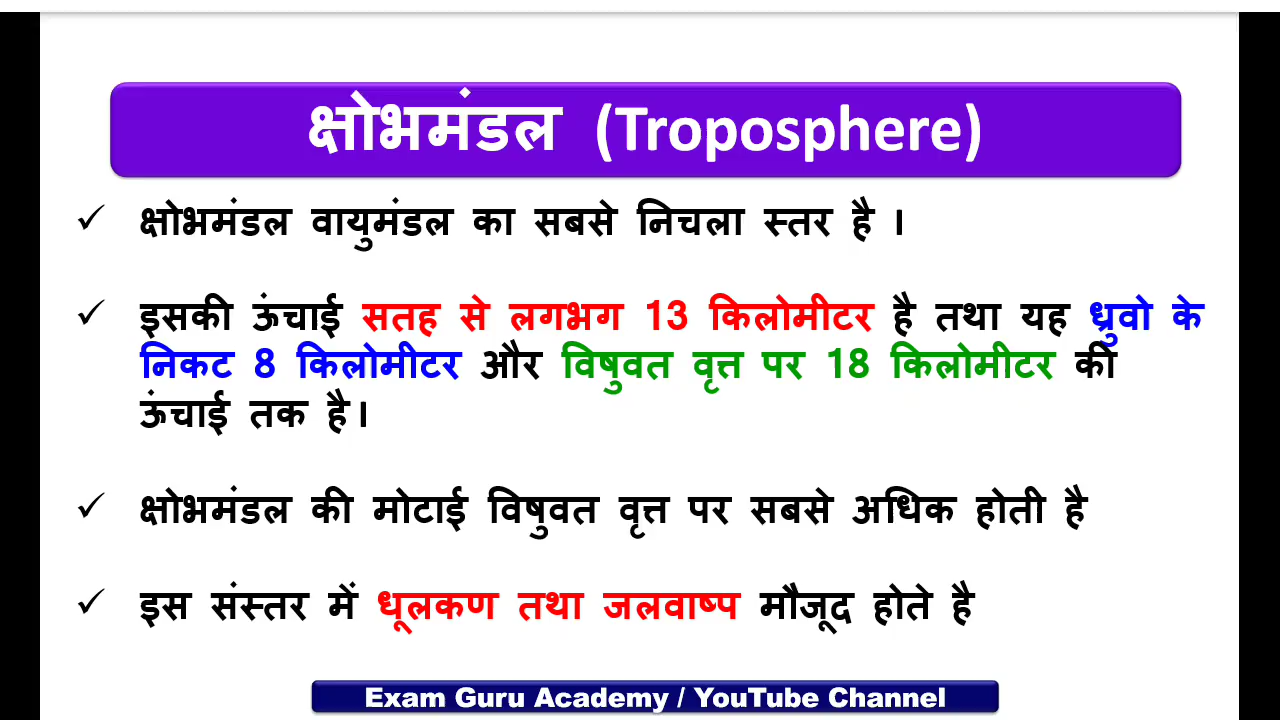 क्षोभमंडल (Troposphere)
✓ क्षोभमंडल वायुमंडल का सबसे निचला स्तर है ।
✓ इसकी ऊंचाई सतह से लगभग 13 किलोमीटर है तथा यह ध्रुवो के
निकट 8 किलोमीटर और विषुवत वृत्त पर 18 किलोमीटर की
ऊंचाई तक है।
✓ क्षोभमंडल की मोटाई विषुवत वृत्त पर सबसे अधिक होती है
✓ इस संस्तर में धूलकण तथा जलवाष्प मौजूद होते है
Exam Guru Academy / YouTube Channel